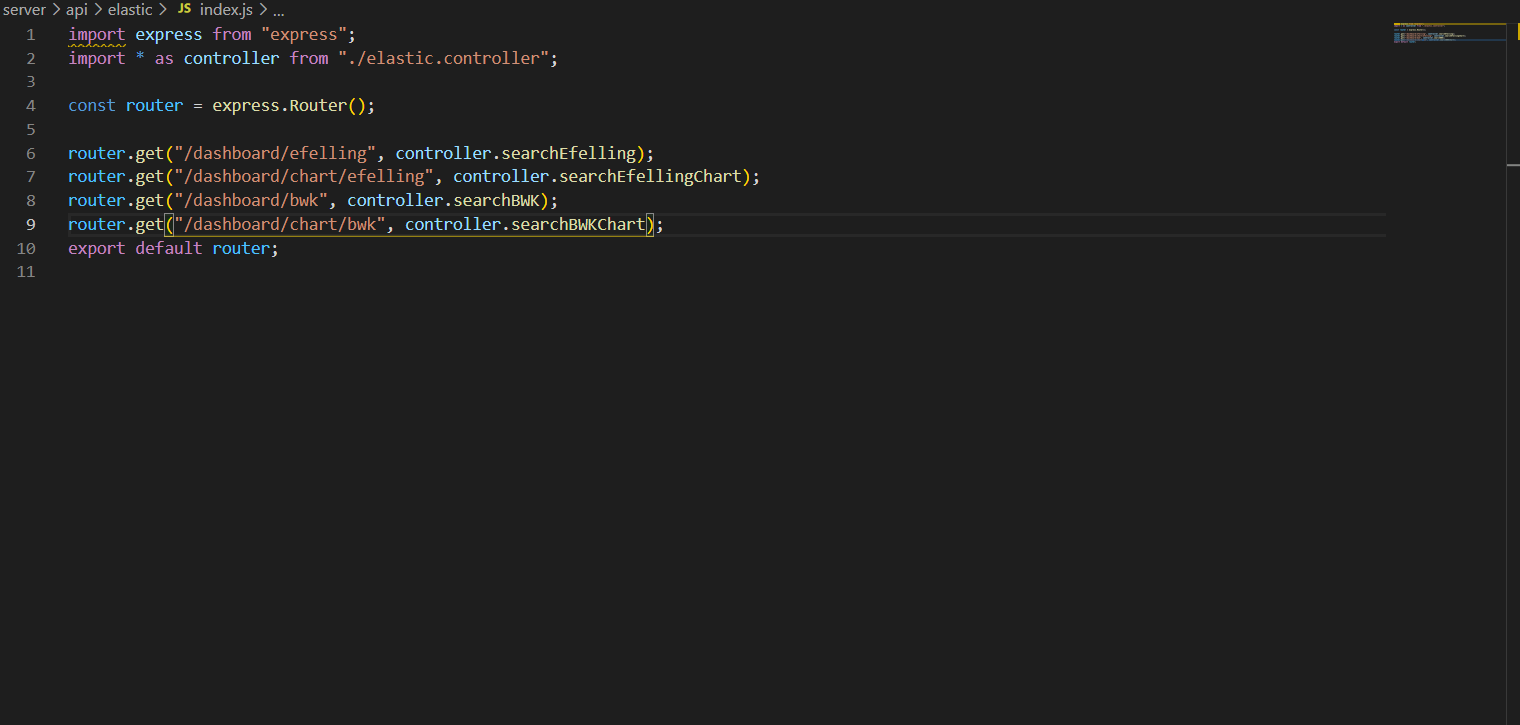 server > api > elastic > JS index.js > ...
1 import express from "express";
2 import * as controller from "./elastic.controller";
3
4 const router = express.Router();
5
6 router.get("/dashboard/efelling", controller.searchEfelling);
7 router.get("/dashboard/chart/efelling", controller.searchEfellingChart);
8 router.get("/dashboard/bwk", controller.searchBWK);
9 router.get("/dashboard/chart/bwk", controller.searchBWKChart);
10 export default router;
11